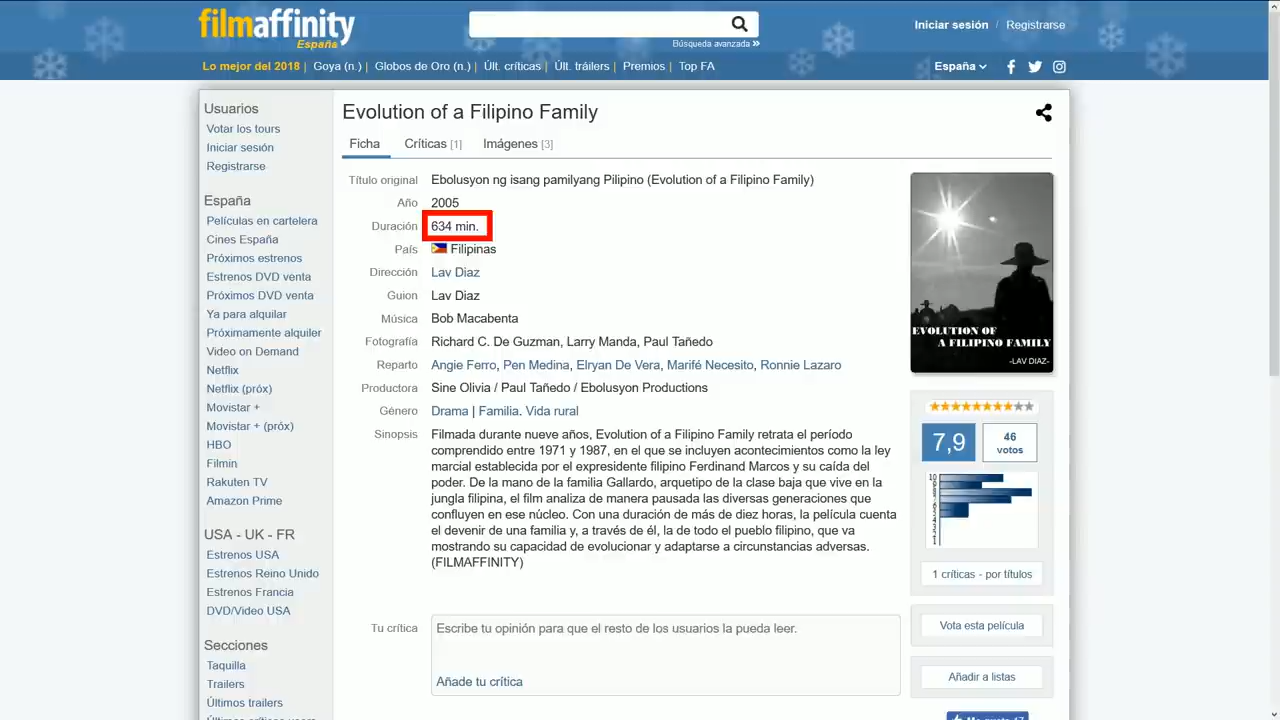 filmaffinity
España
Búsqueda avanzada »
Iniciar sesión / Registrarse
Lo mejor del 2018 | Goya (n.) | Globos de Oro (n.) | Últ. críticas | Últ. tráilers | Premios | Top FA
España
Usuarios
Votar los tours
Iniciar sesión
Registrarse
España
Películas en cartelera
Cines España
Próximos estrenos
Estrenos DVD venta
Próximos DVD venta
Ya para alquilar
Próximamente alquiler
Video on Demand
Netflix
Netflix (próx)
Movistar +
Movistar + (próx)
HBO
Filmin
Rakuten TV
Amazon Prime
USA - UK - FR
Estrenos USA
Estrenos Reino Unido
Estrenos Francia
DVD/Video USA
Secciones
Taquilla
Trailers
Últimos trailers
Evolution of a Filipino Family
Ficha
Críticas [1]
Imágenes [3]
Título original Ebolusyon ng isang pamilyang Pilipino (Evolution of a Filipino Family)
Año 2005
Duración 634 min.
País Filipinas
Dirección Lav Diaz
Guion Lav Diaz
Música Bob Macabenta
Fotografía Richard C. De Guzman, Larry Manda, Paul Tañedo
Reparto Angie Ferro, Pen Medina, Elryan De Vera, Marifé Necesito, Ronnie Lazaro
Productora Sine Olivia / Paul Tañedo / Ebolusyon Productions
Género Drama | Familia. Vida rural
Sinopsis Filmada durante nueve años, Evolution of a Filipino Family retrata el período
comprendido entre 1971 y 1987, en el que se incluyen acontecimientos como la ley
marcial establecida por el expresidente filipino Ferdinand Marcos y su caída del
poder. De la mano de la familia Gallardo, arquetipo de la clase baja que vive en la
jungla filipina, el film analiza de manera pausada las diversas generaciones que
confluyen en ese núcleo. Con una duración de más de diez horas, la película cuenta
el devenir de una familia y, a través de él, la de todo el pueblo filipino, que va
mostrando su capacidad de evolucionar y adaptarse a circunstancias adversas.
(FILMAFFINITY)
Tu crítica Escribe tu opinión para que el resto de los usuarios la pueda leer.
Añade tu crítica
EVOLUTION OF
A FILIPINO FAMILY
-LAV DIAZ-
7,9
46
votos
1 críticas - por títulos
Vota esta película
Añadir a listas